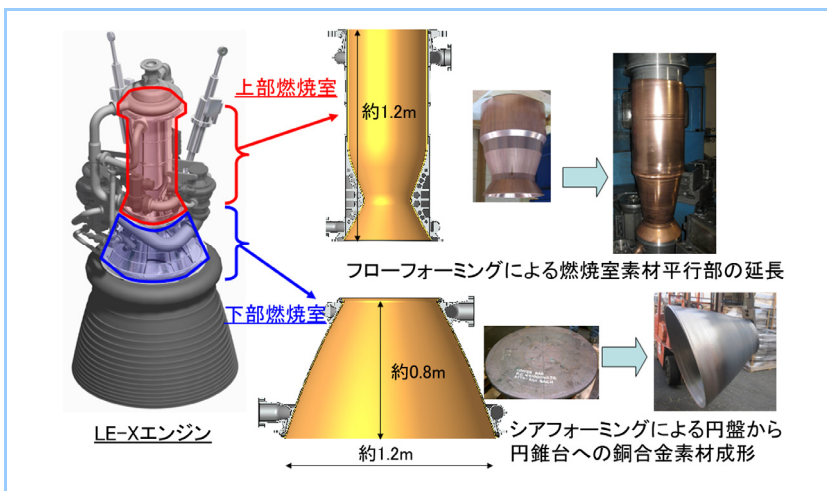 上部燃焼室
約1.2m
フローフォーミングによる燃焼室素材平行部の延長
下部燃焼室
約0.8m
約1.2m
LE-Xエンジン
シアフォーミングによる円盤から
円錐台への銅合金素材成形